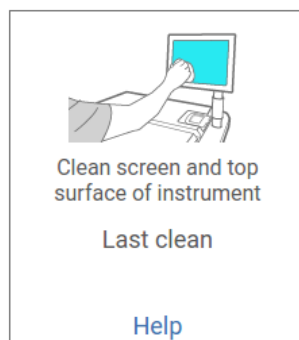 Clean screen and top
surface of instrument
Last clean
Help